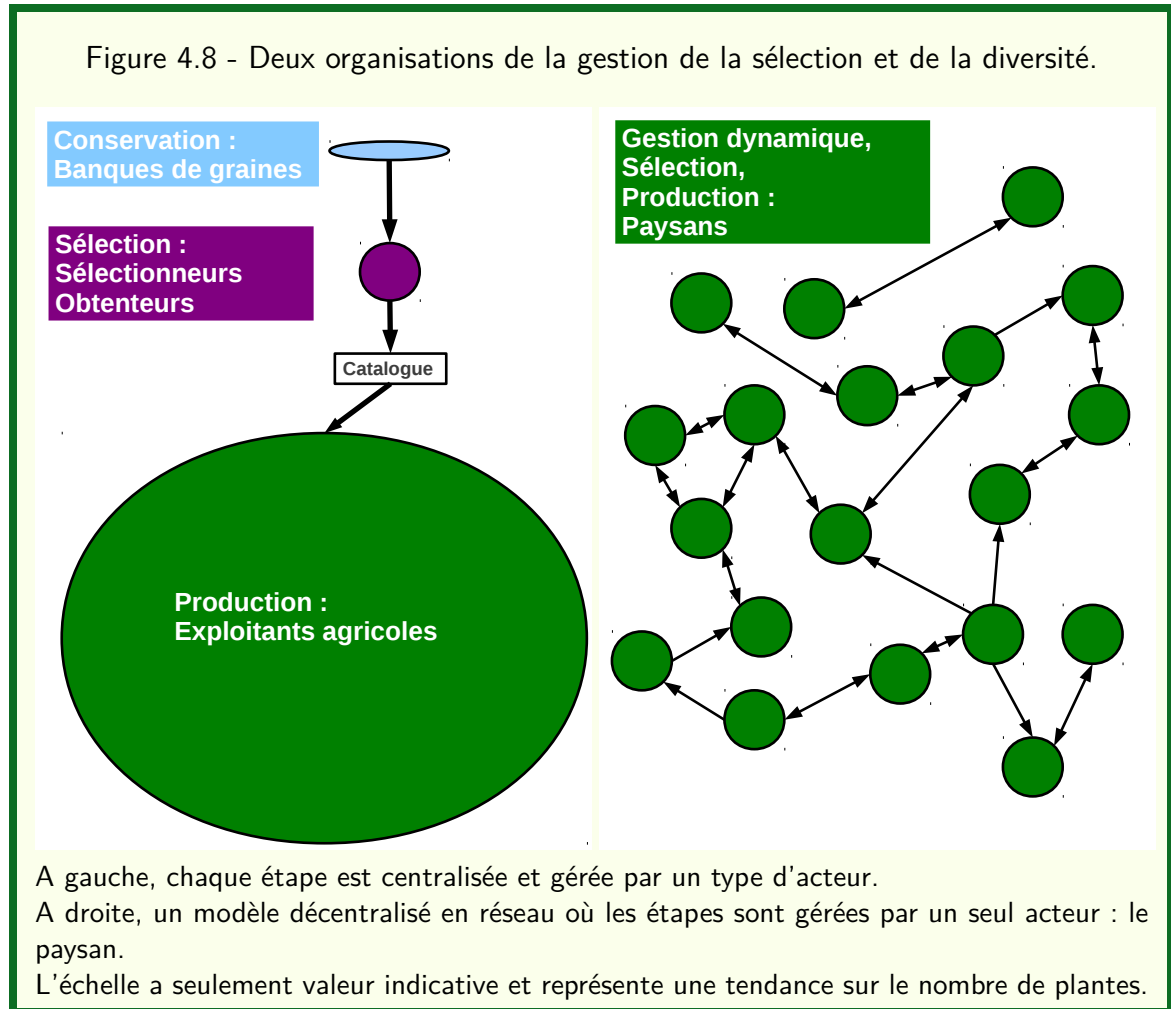 Figure 4.8 - Deux organisations de la gestion de la sélection et de la diversité.
Conservation :
Banques de graines
Sélection :
Sélectionneurs
Obtenteurs
Catalogue
Production :
Exploitants agricoles
Gestion dynamique,
Sélection,
Production :
Paysans
A gauche, chaque étape est centralisée et gérée par un type d'acteur.
A droite, un modèle décentralisé en réseau où les étapes sont gérées par un seul acteur : le
paysan.
L'échelle a seulement valeur indicative et représente une tendance sur le nombre de plantes.